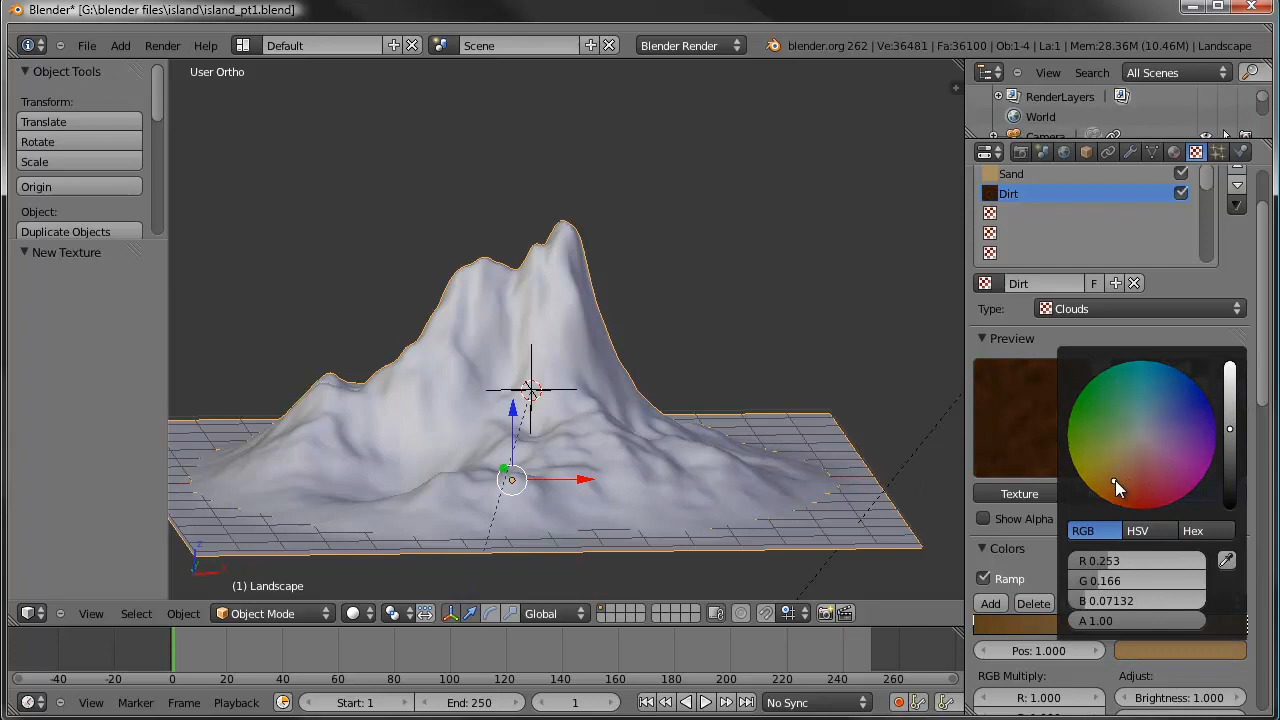 Blender* [G:\blender files\island\island_pt1.blend]
File Add Render Help Default Scene Blender Render blender.org 262 | Ve:36481 | Fa:36100 | Ob:1-4 | La:1 | Mem:28.36M (10.46M) | Landscape
Object Tools
Transform:
Translate
Rotate
Scale
Origin
Object:
Duplicate Objects
New Texture
User Ortho
z
x
(1) Landscape
View Select Object Object Mode Global
View Search All Scenes
RenderLayers
World
Camera
Sand
Dirt
Dirt F
Type: Clouds
Preview
Texture
Show Alpha
RGB HSV Hex
Colors
R 0.253
Ramp
G 0.166
Add Delete
B 0.07132
A 1.00
Pos: 1.000
RGB Multiply: Adjust:
R: 1.000 Brightness: 1.000
-40 -20 0 20 40 60 80 100 120 140 160 180 200 220 240 260
View Marker Frame Playback Start: 1 End: 250 1 No Sync